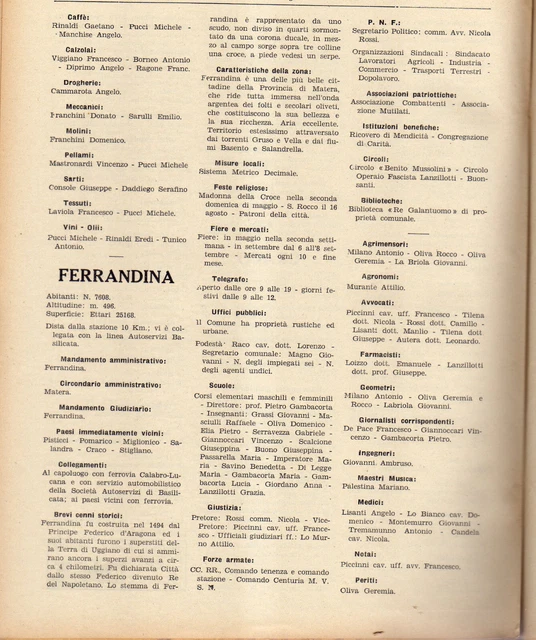 Caffè:
Rinaldi Gaetano - Pucci Michele -
Manchise Angelo.
Calzolai:
Viggiano Francesco - Borneo Antonio
- Diprimo Angelo - Ragone Franc.
Drogherie:
Cammarota Angelo.
Meccanici:
Franchini Donato - Sarulli Emilio.
Molini:
Franchini Domenico.
Pellami:
Mastronardi Vincenzo - Pucci Michele
Sarti:
Console Giuseppe - Daddiego Serafino
Tessuti:
Laviola Francesco - Pucci Michele.
Vini - Olii:
Pucci Michele - Rinaldi Eredi - Tunico
Antonio.
FERRANDINA
Abitanti: N. 7608.
Altitudine: m. 496.
Superficie: Ettari 25168.
Dista dalla stazione 10 Km.; vi è col-
legata con la linea Autoservizi Ba-
silicata.
Mandamento amministrativo:
Ferrandina.
Circondario amministrativo:
Matera.
Mandamento Giudiziario:
Ferrandina.
Paesi immediatamente vicini:
Pisticci - Pomarico - Miglionico - Sa-
landra - Craco - Stigliano.
Collegamenti:
Al capoluogo con ferrovia Calabro-Lu-
cana e con servizio automobilistico
della Società Autoservizi di Basili-
cata; ai paesi vicini con ferrovia.
Brevi cenni storici:
Ferrandina fu costruita nel 1494 dal
Principe Federico d'Aragona ed i
suoi abitanti furono i superstiti del-
la Terra di Uggiano di cui si ammi-
rano ancora i superbi avanzi a cir-
ca 4 chilometri. Fu dichiarata Città
dallo stesso Federico divenuto Re
del Napoletano. Lo stemma di Fer-
randina è rappresentato da uno
scudo, non diviso in quarti sormon-
tato da una corona ducale, in mez-
zo al campo sorge sopra tre colline
una croce, a piede vedesi un serpe.
Caratteristiche della zona:
Ferrandina è una delle più belle cit-
tadine della Provincia di Matera,
che ride tutta immersa nell'onda
argentea dei folti e secolari oliveti,
che costituiscono la sua bellezza e
la sua ricchezza. Aria eccellente.
Territorio estesissimo attraversato
dai torrenti Gruso e Vella e dai fiu-
mi Basento e Salandrella.
Misure locali:
Sistema Metrico Decimale.
Feste religiose:
Madonna della Croce nella seconda
domenica di maggio - S. Rocco il 16
agosto - Patroni della città.
Fiere e mercati:
Fiere: in maggio nella seconda setti-
mana - in settembre dal 6 all'8 set-
tembre - Mercati ogni 10 e fine
mese.
Telegrafo:
Aperto dalle ore 9 alle 19 - giorni fe-
stivi dalle 9 alle 12.
Uffici pubblici:
Il Comune ha proprietà rustiche ed
urbane.
Podestà: Raco cav. dott. Lorenzo -
Segretario comunale: Magno Gio-
vanni - N. degli impiegati sei - N.
degli agenti undici.
Scuole:
Corsi elementari maschili e femminili
- Direttore: prof. Pietro Gambacorta
- Insegnanti: Grassi Giovanni - Ma-
sciulli Raffaele - Oliva Domenico -
Elia Pietro - Serravezza Gabriele -
Giannoccari Vincenzo - Scalcione
Giuseppina - Buono Giuseppina -
Passarella Maria - Imperatore Ma-
ria - Savino Benedetta - Di Legge
Maria - Gambacorta Maria - Gam-
bacorta Lucia - Giordano Anna -
Lanzillotti Grazia.
Giustizia:
Pretore: Rossi comm. Nicola - Vice-
Pretore: Piccinni cav. uff. France-
sco - Ufficiali giudiziari ff.: Lo Mur-
no Attilio.
Forze armate:
CC. RR., Comando tenenza e comando
stazione - Comando Centuria M. V.
S. N.
P. N. F.:
Segretario Politico: comm. Avv. Nicola
Rossi.
Organizzazioni Sindacali: Sindacato
Lavoratori Agricoli - Industria -
Commercio - Trasporti Terrestri -
Dopolavoro.
Associazioni patriottiche:
Associazione Combattenti - Associa-
zione Mutilati.
Istituzioni benefiche:
Ricovero di Mendicità - Congregazione
di Carità.
Circoli:
Circolo «Benito Mussolini» - Circolo
Operaio Fascista Lanzillotti - Buon-
zanti.
Biblioteche:
Biblioteca «Re Galantuomo» di pro-
prietà comunale.
Agrimensori:
Milano Antonio - Oliva Rocco - Oliva
Geremia - La Briola Giovanni.
Agronomi:
Murante Attilio.
Avvocati:
Piccinni cav. uff. Francesco - Tilena
dott. Nicola - Rossi dott. Camillo -
Lisanti dott. Manlio - Tilena dott.
Giuseppe - Autera dott. Leonardo.
Farmacisti:
Loizzo dott. Emanuele - Lanzillotti
dott. prof. Giuseppe.
Geometri:
Milano Antonio - Oliva Geremia e
Rocco - Labriola Giovanni.
Giornalisti corrispondenti:
De Pace Francesco - Giannoccari Vin-
cenzo - Gambacorta Pietro.
Ingegneri:
Giovanni. Ambruso.
Maestri Musica:
Palestina Mariano.
Medici:
Lisanti Angelo - Lo Bianco cav. Do-
menico - Montemurro Giovanni -
Tremamunno Antonio - Candela
cav. Nicola.
Notai:
Piccinni cav. uff. avv. Francesco.
Periti:
Oliva Geremia.